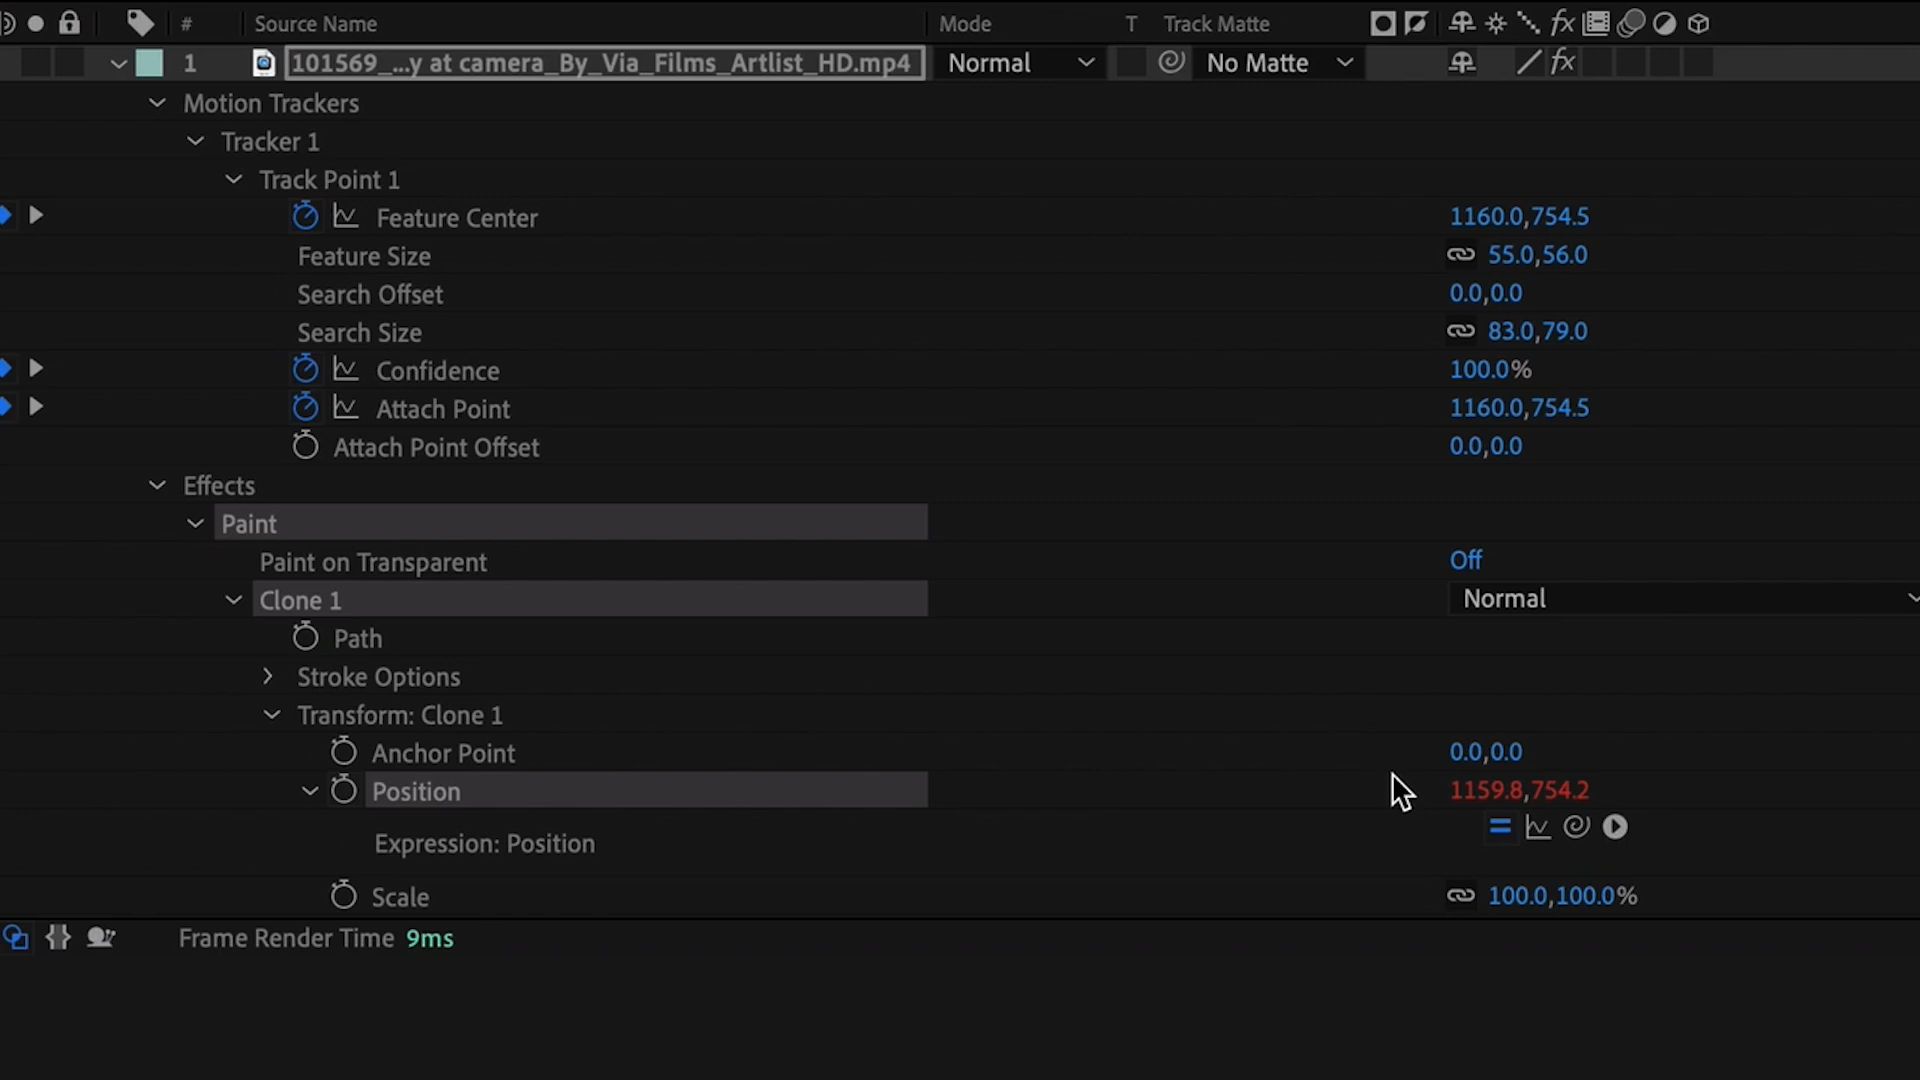 # Source Name Mode T Track Matte fx
1 101569_...y at camera_By_Via_Films_Artlist_HD.mp4 Normal No Matte fx
Motion Trackers
Tracker 1
Track Point 1
Feature Center 1160.0,754.5
Feature Size 55.0,56.0
Search Offset 0.0,0.0
Search Size 83.0,79.0
Confidence 100.0%
Attach Point 1160.0,754.5
Attach Point Offset 0.0,0.0
Effects
Paint
Paint on Transparent Off
Clone 1 Normal
Path
Stroke Options
Transform: Clone 1
Anchor Point 0.0,0.0
Position 1159.8,754.2
Expression: Position
Scale 100.0,100.0%
Frame Render Time 9ms